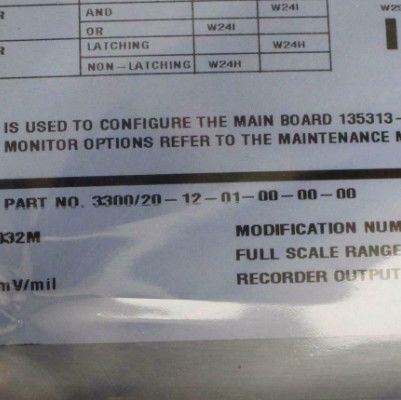 R AND W24I W2
OR W24I
R LATCHING W24H
NON-LATCHING W24H
IS USED TO CONFIGURE THE MAIN BOARD 135313-
MONITOR OPTIONS REFER TO THE MAINTENANCE
PART NO. 3300/20-12-01-00-00-00
32M MODIFICATION NUM
FULL SCALE RANGE
mV/mil RECORDER OUTPUT